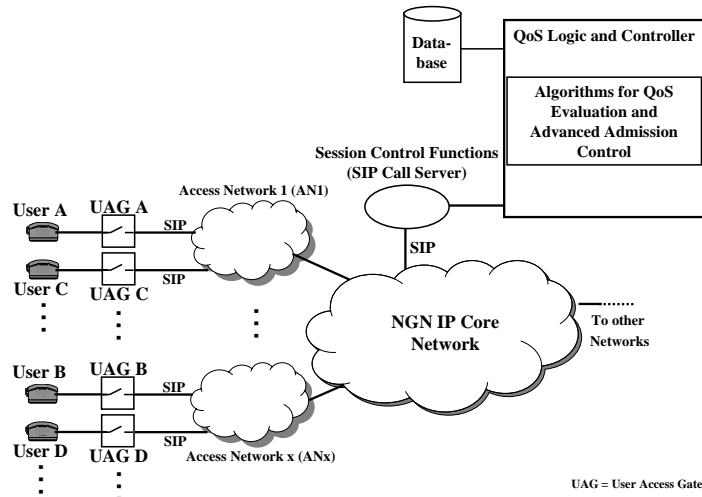 Data-
base
QoS Logic and Controller
Algorithms for QoS
Evaluation and
Advanced Admission
Control
Session Control Functions
(SIP Call Server)
Access Network 1 (AN1)
User A
UAG A
SIP
SIP
User C
UAG C
SIP
NGN IP Core
Network
To other
Networks
User B
UAG B
SIP
SIP
User D
UAG D
Access Network x (ANx)
UAG = User Access Gate